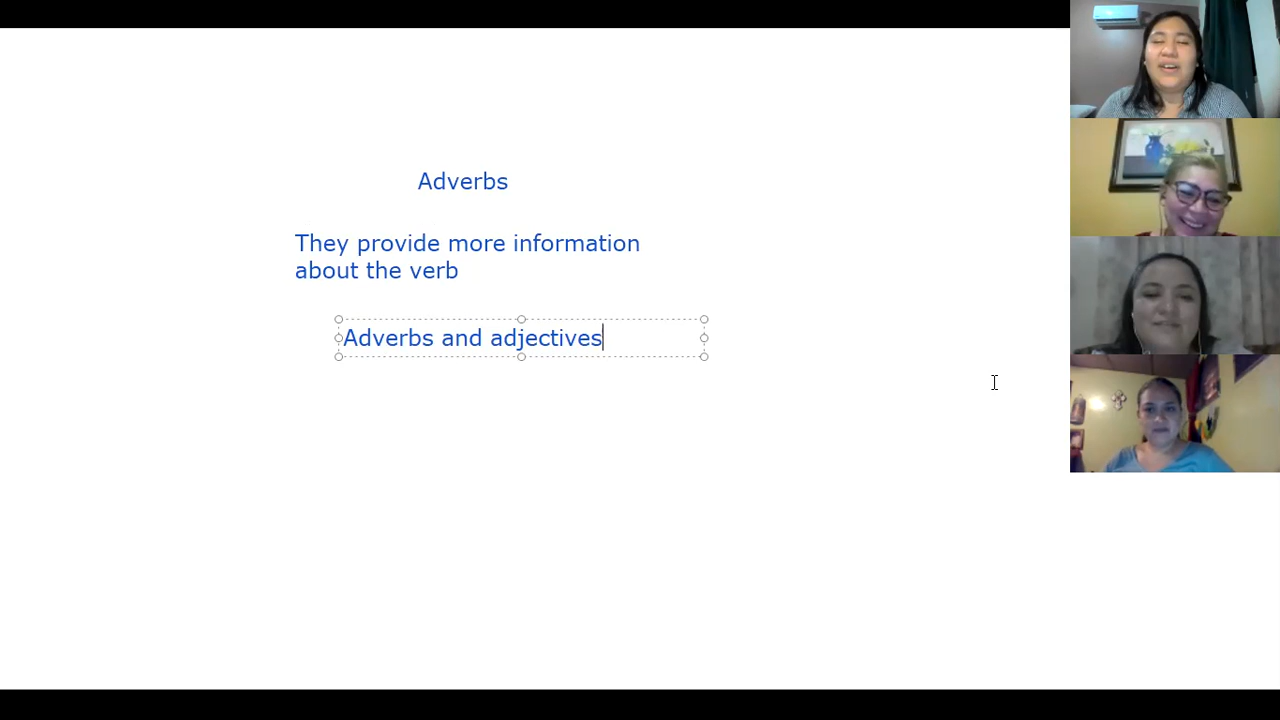 Adverbs
They provide more information
about the verb
Adverbs and adjectives